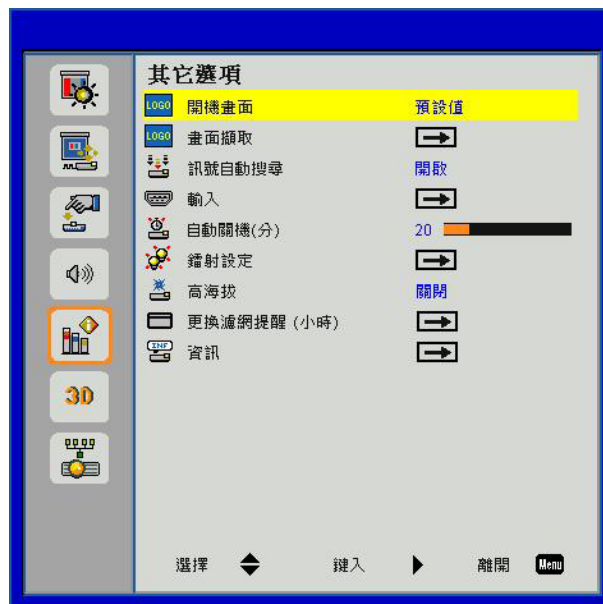 其它選項
LOGO 開機畫面 預設值
LOGO 畫面擷取
訊號自動搜尋 開啟
輸入
自動關機(分) 20
鐳射設定
高海拔 關閉
更換濾網提醒 (小時)
INF 資訊
3D
選擇 鍵入 離開 Menu